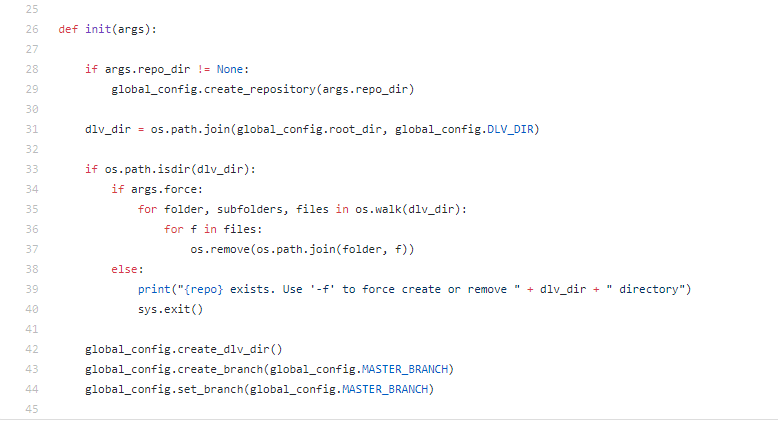 25
26 def init(args):
27
28     if args.repo_dir != None:
29         global_config.create_repository(args.repo_dir)
30
31     dlv_dir = os.path.join(global_config.root_dir, global_config.DLV_DIR)
32
33     if os.path.isdir(dlv_dir):
34         if args.force:
35             for folder, subfolders, files in os.walk(dlv_dir):
36                 for f in files:
37                     os.remove(os.path.join(folder, f))
38         else:
39             print("{repo} exists. Use '-f' to force create or remove " + dlv_dir + " directory")
40             sys.exit()
41
42     global_config.create_dlv_dir()
43     global_config.create_branch(global_config.MASTER_BRANCH)
44     global_config.set_branch(global_config.MASTER_BRANCH)
45